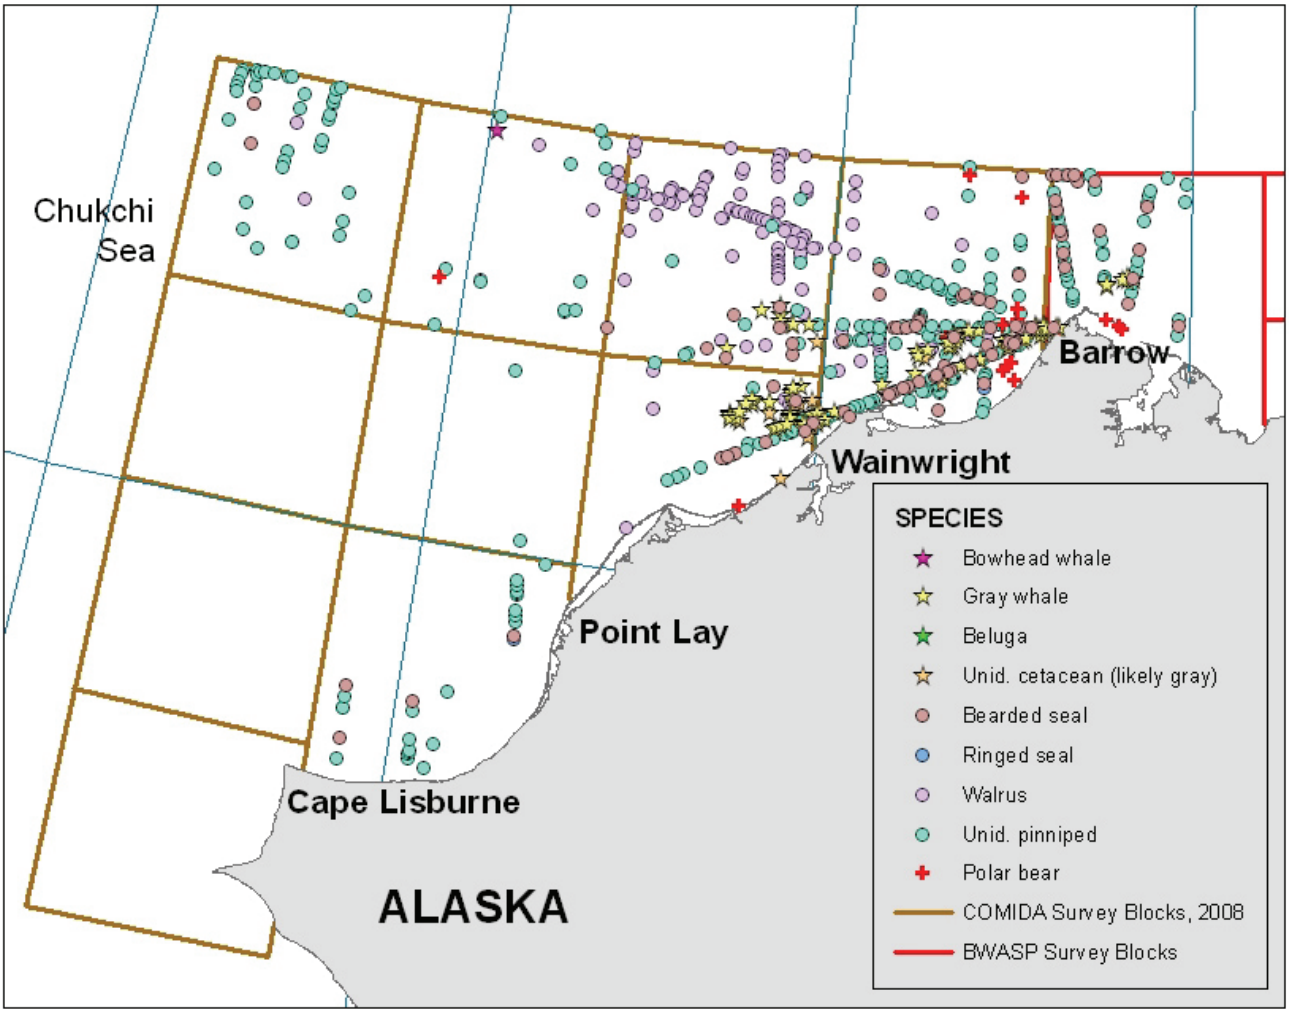 Chukchi
Sea
Barrow
Wainwright
Point Lay
Cape Lisburne
ALASKA
SPECIES
Bowhead whale
Gray whale
Beluga
Unid. cetacean (likely gray)
Bearded seal
Ringed seal
Walrus
Unid. pinniped
Polar bear
COMIDA Survey Blocks, 2008
BWASP Survey Blocks